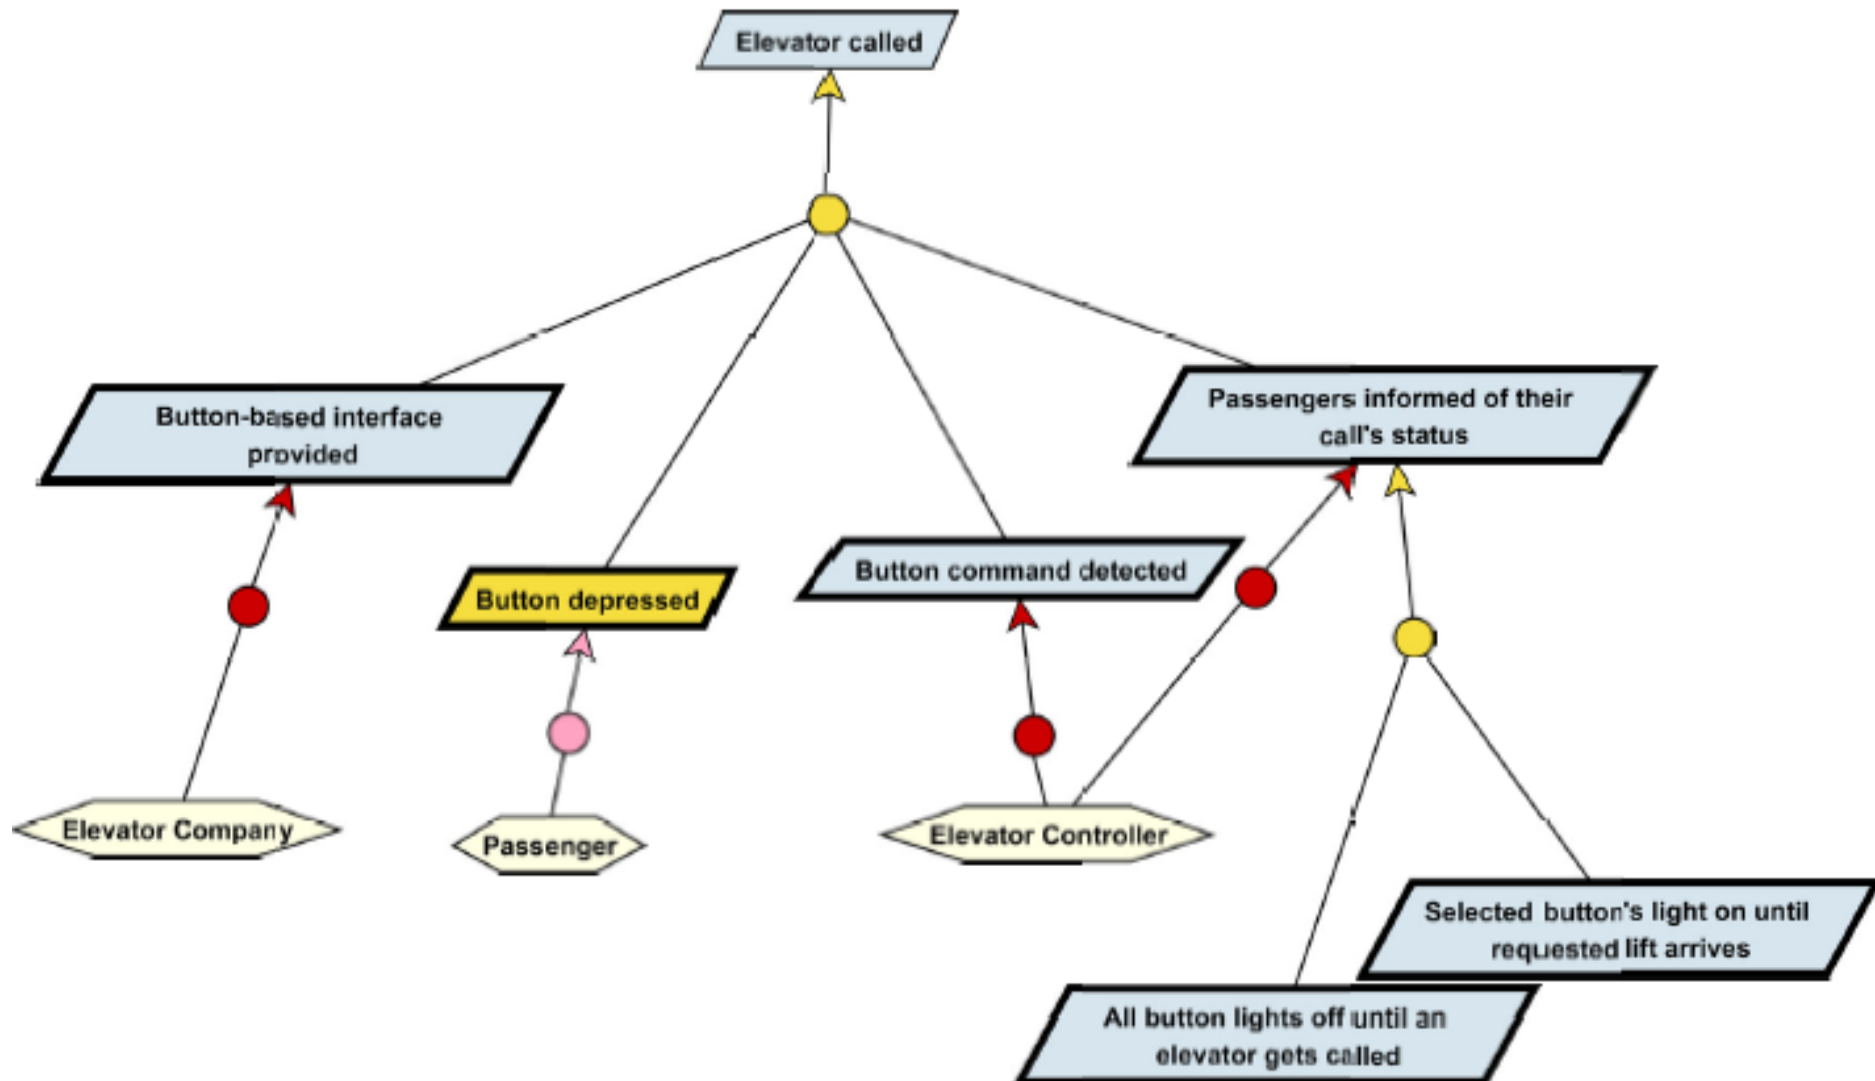 Elevator called
Button-based interface
provided
Passengers informed of their
call's status
Button depressed
Button command detected
Elevator Company
Passenger
Elevator Controller
Selected button's light on until
requested lift arrives
All button lights off until an
elevator gets called